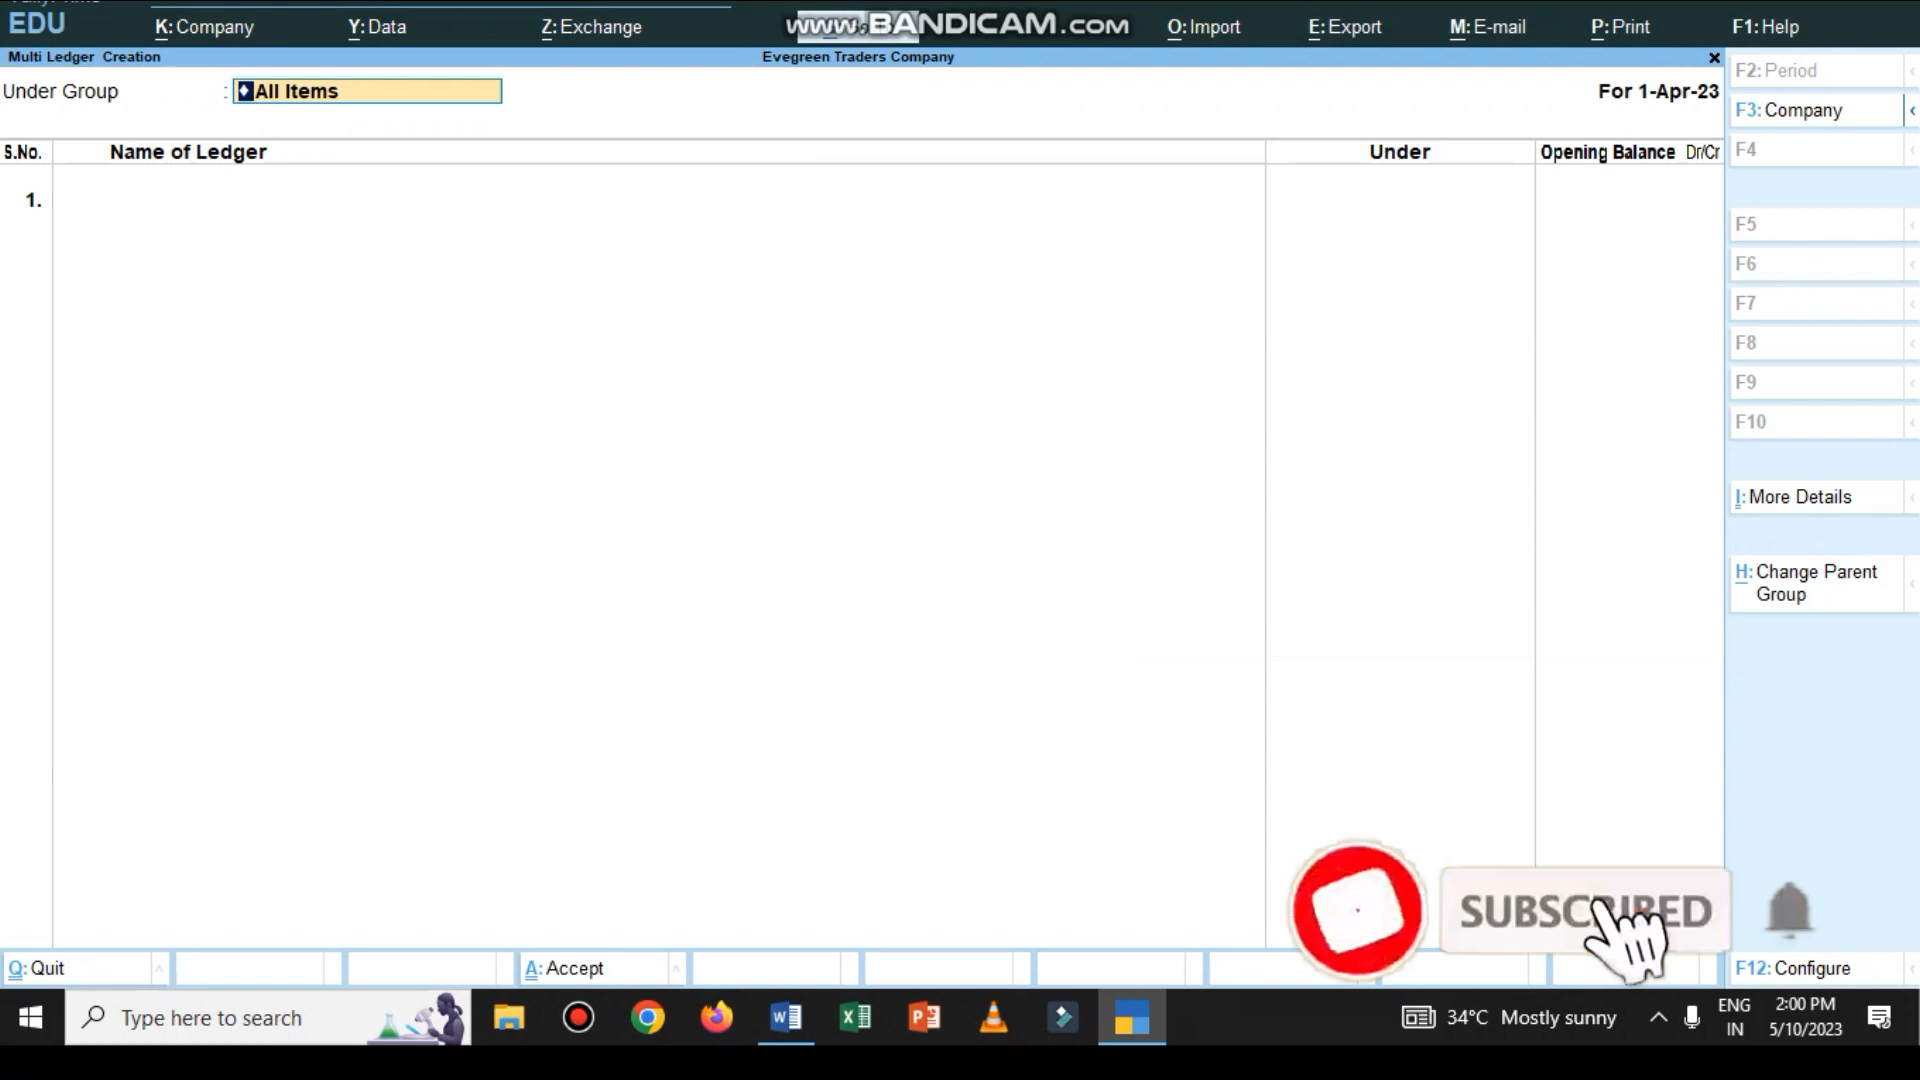 EDU
K: Company
Y: Data
Z: Exchange
www.BANDICAM.com
O: Import
E: Export
M: E-mail
P: Print
F1: Help
Multi Ledger Creation
Evegreen Traders Company
Under Group : All Items
For 1-Apr-23
S.No. Name of Ledger Under Opening Balance Dr/Cr
1.
F2: Period
F3: Company
F4
F5
F6
F7
F8
F9
F10
I: More Details
H: Change Parent
Group
SUBSCRIBED
Q: Quit
A: Accept
F12: Configure
Type here to search
34°C Mostly sunny
ENG
IN
2:00 PM
5/10/2023